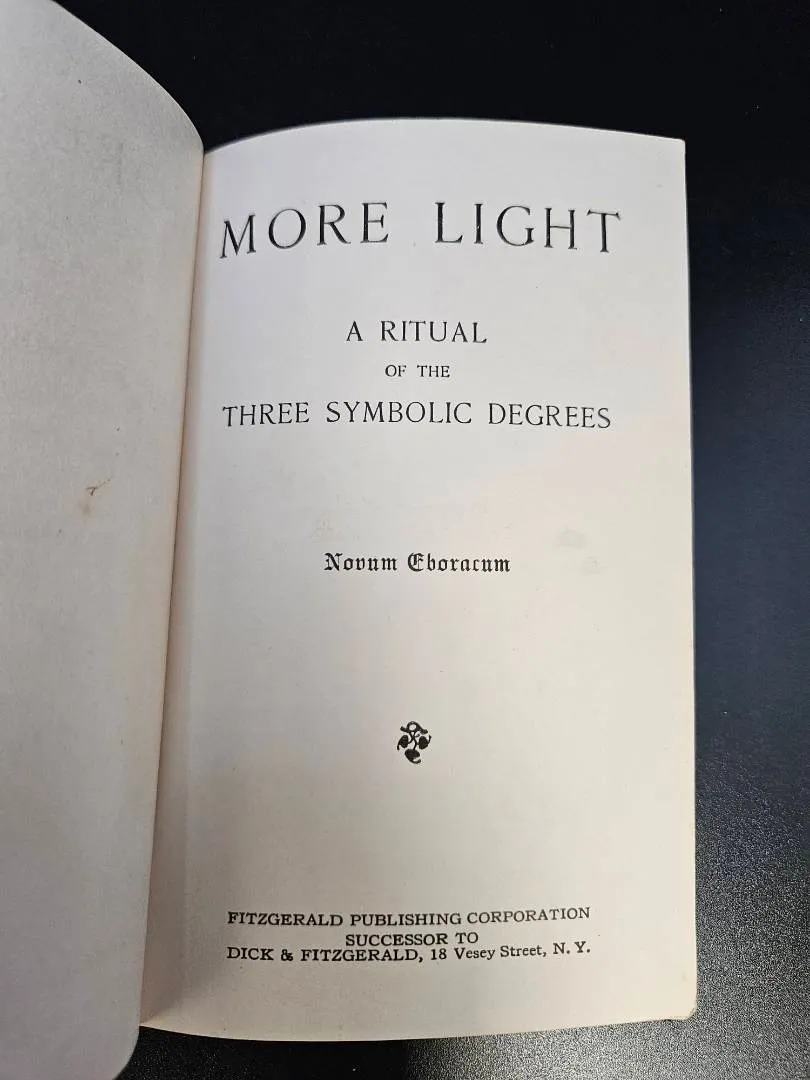 MORE LIGHT
A RITUAL
OF THE
THREE SYMBOLIC DEGREES
Novum Eboracum
FITZGERALD PUBLISHING CORPORATION
SUCCESSOR TO
DICK & FITZGERALD, 18 Vesey Street, N. Y.